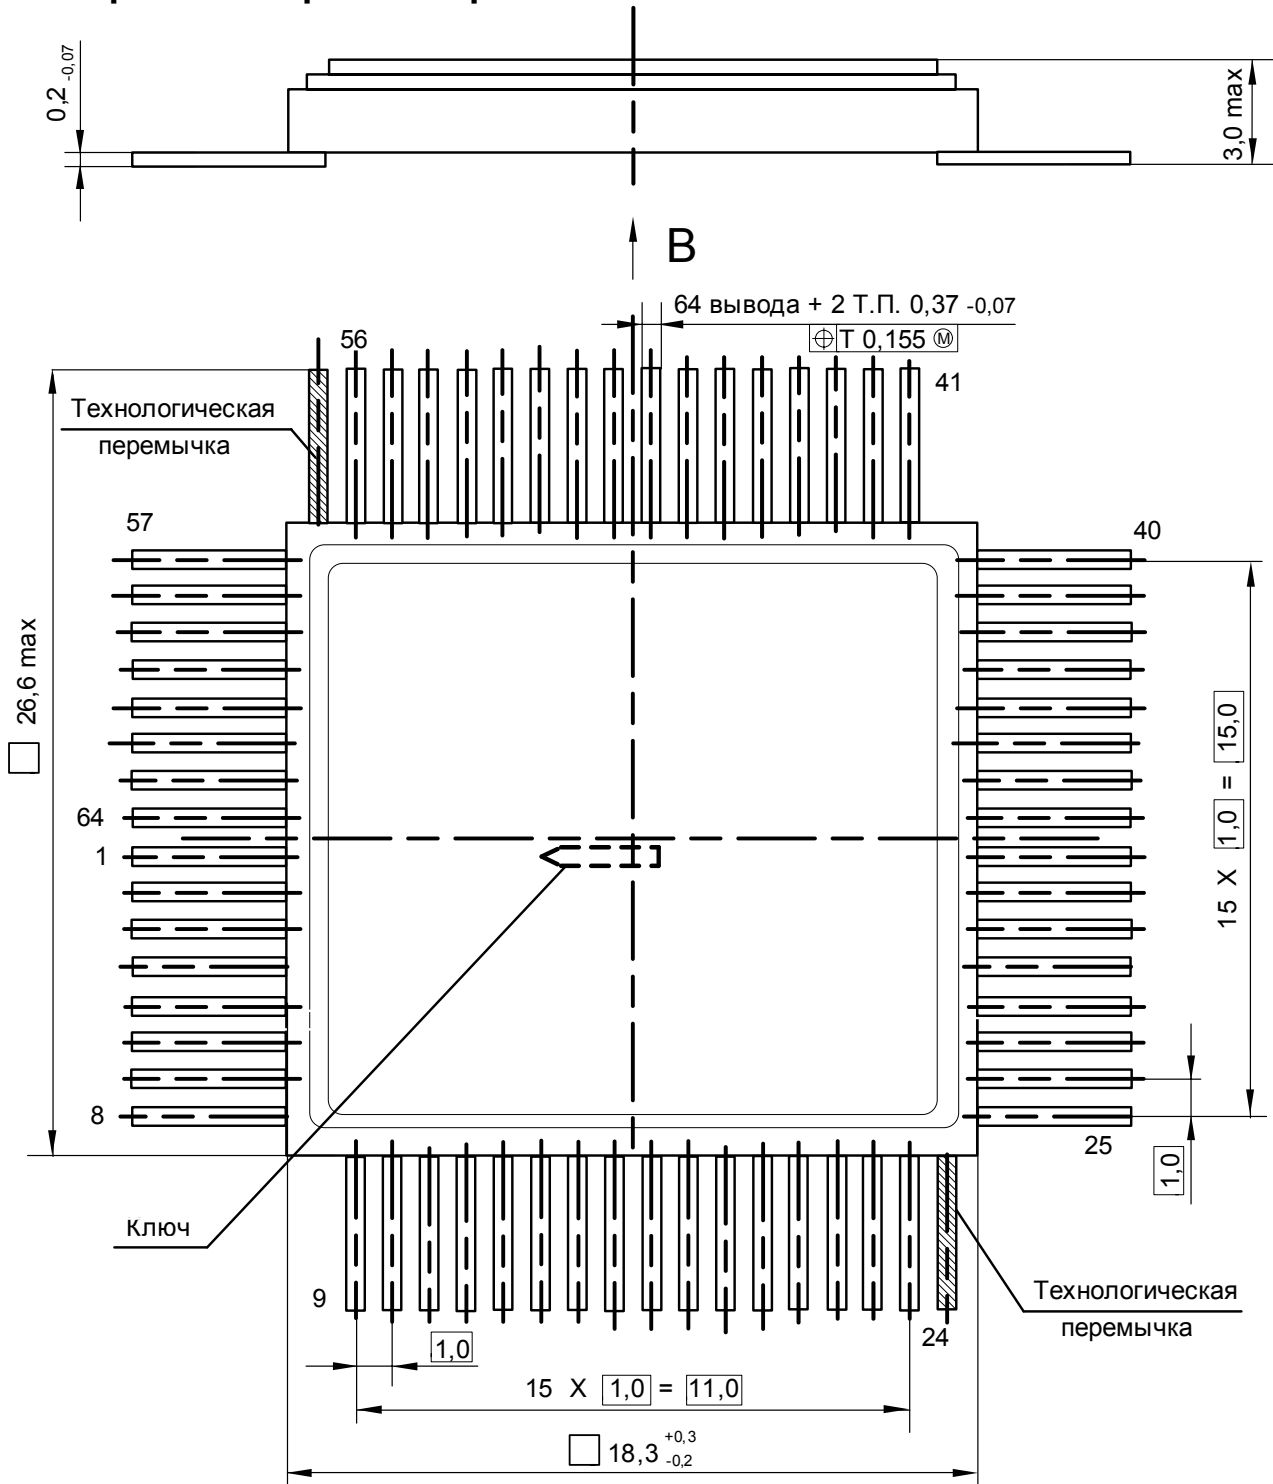 0,2 -0,07
3,0 max
В
64 вывода + 2 Т.П. 0,37 -0,07
Т 0,155 Ⓜ
56
41
Технологическая
перемычка
57
40
26,6 max
15 X 1,0 = 15,0
64
1
8
25
1,0
Ключ
9
24
Технологическая
перемычка
1,0
15 X 1,0 = 11,0
18,3 +0,3 -0,2